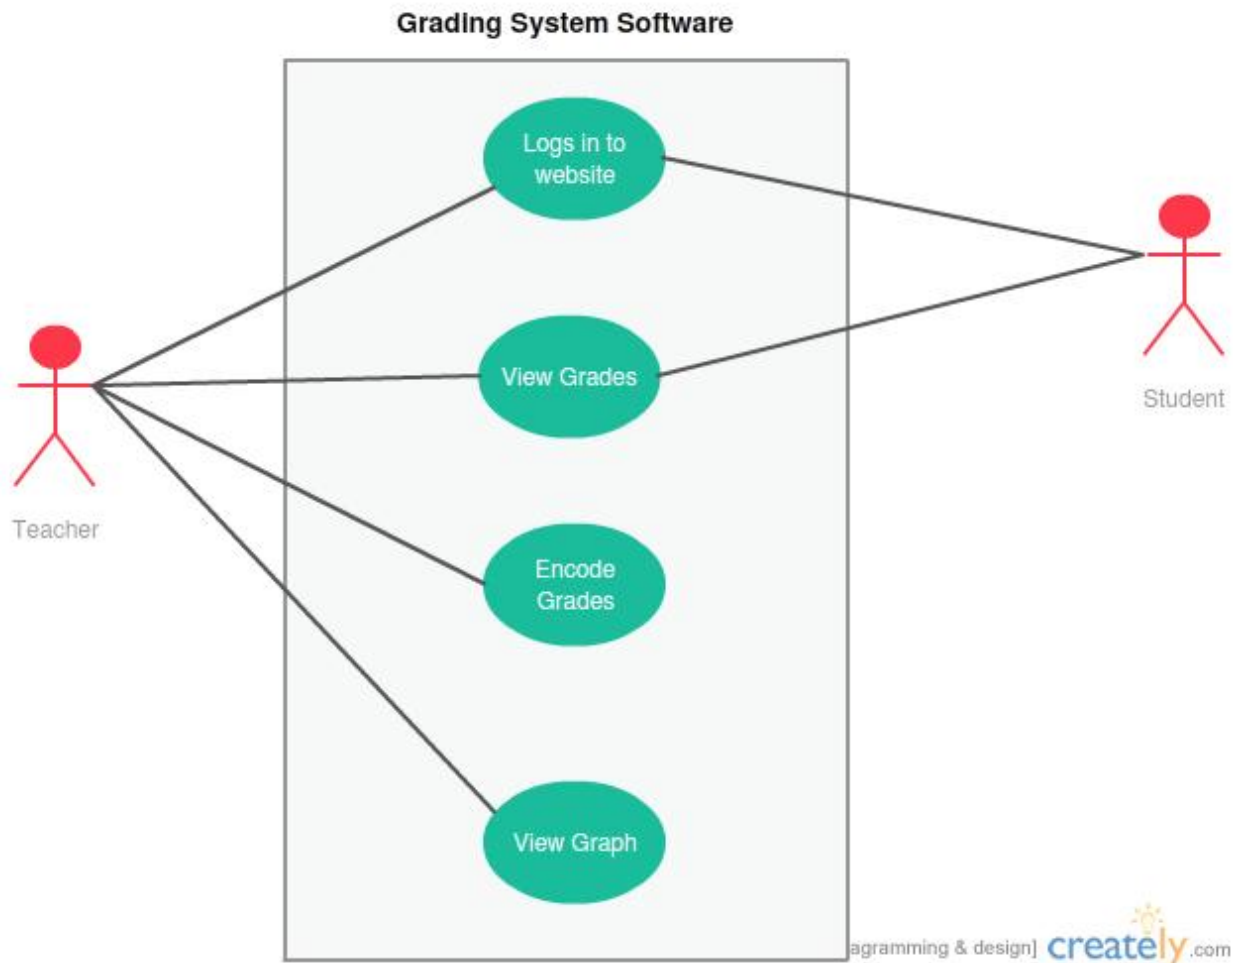 Grading System Software
Logs in to
website
View Grades
Student
Teacher
Encode
Grades
View Graph
agramming & design] creately.com